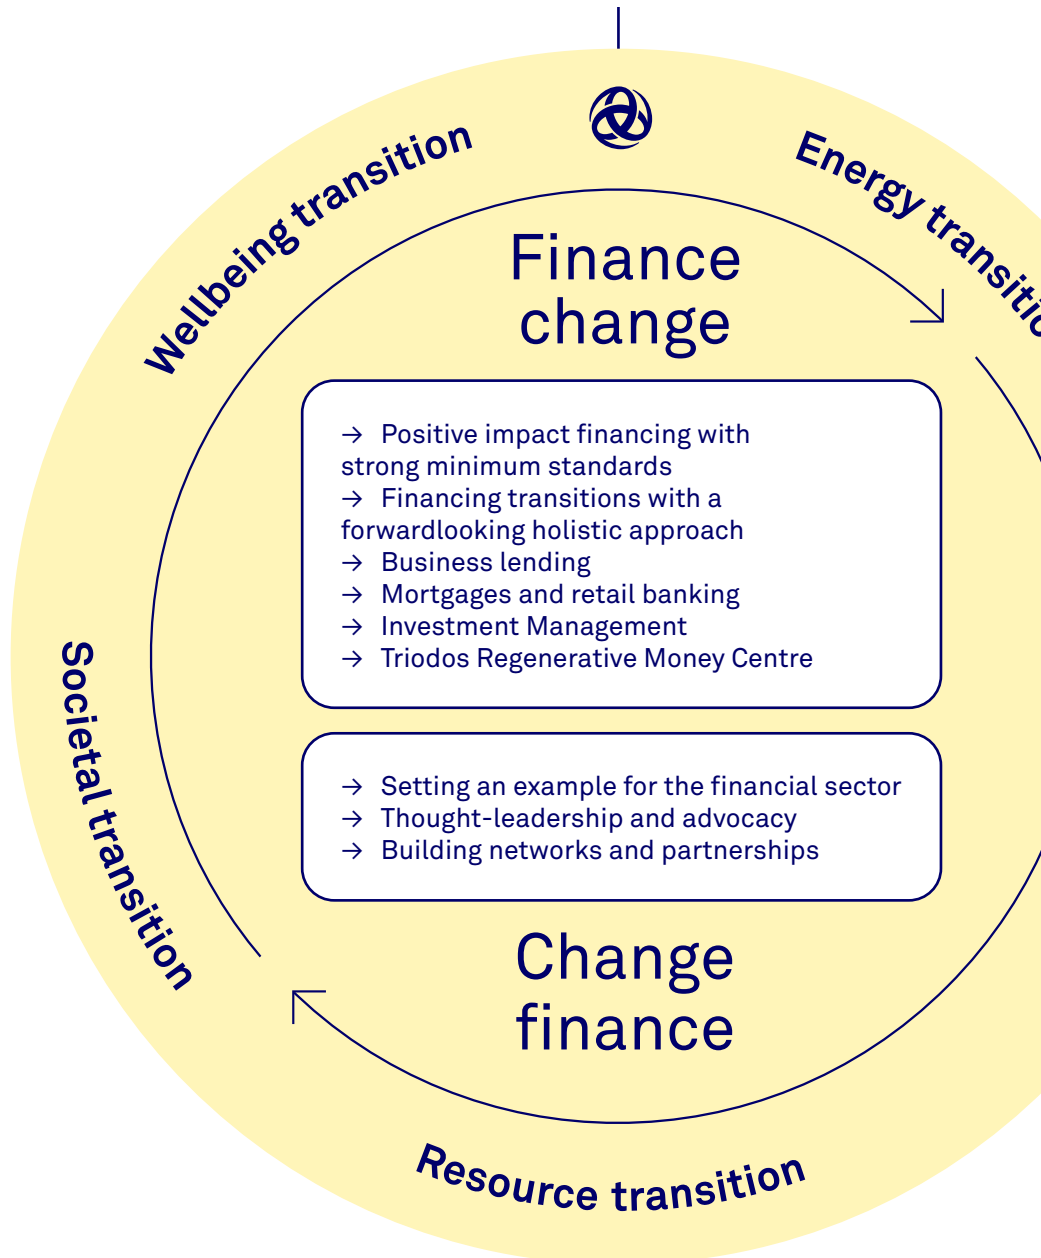 Wellbeing transition
Energy transitio
Finance
change
→ Positive impact financing with
strong minimum standards
→ Financing transitions with a
forwardlooking holistic approach
→ Business lending
→ Mortgages and retail banking
→ Investment Management
→ Triodos Regenerative Money Centre
Societal transition
→ Setting an example for the financial sector
→ Thought-leadership and advocacy
→ Building networks and partnerships
Change
finance
Resource transition